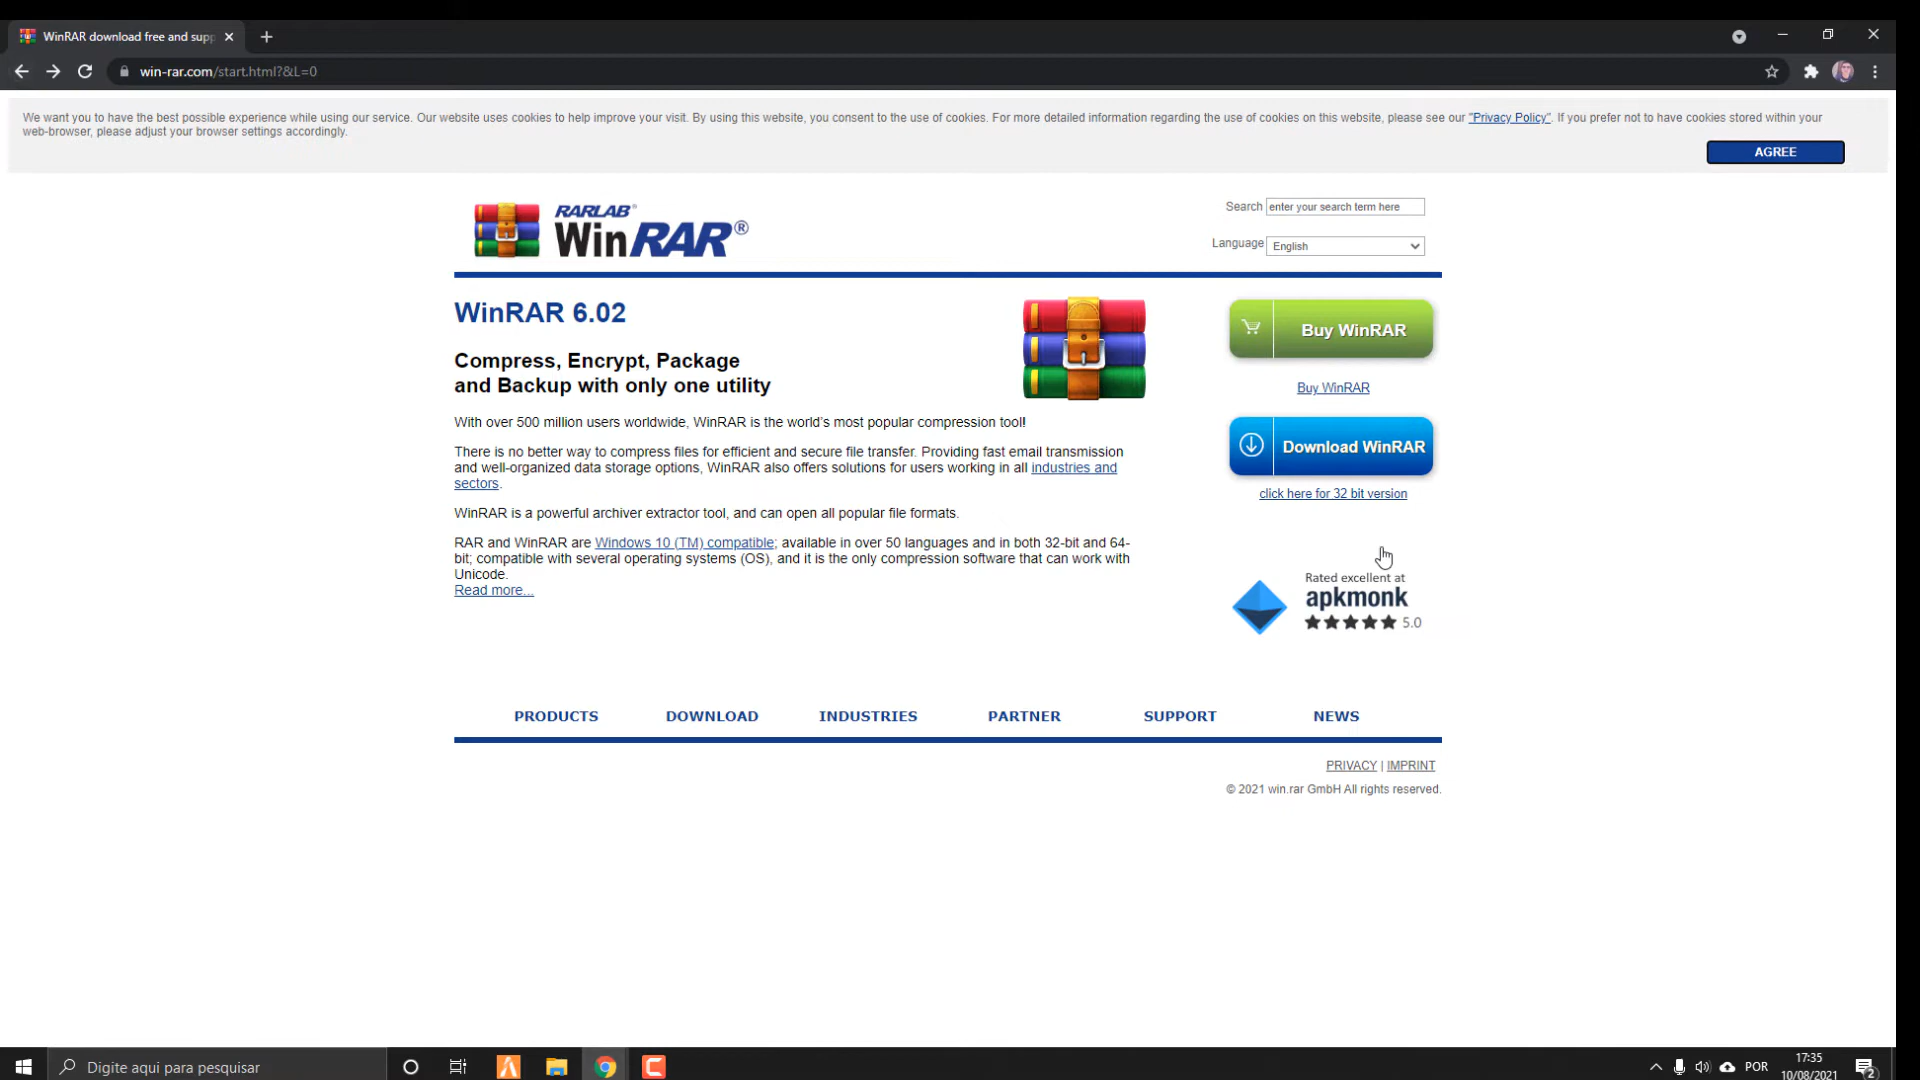 WinRAR download free and supp
win-rar.com/start.html?&L=0
We want you to have the best possible experience while using our service. Our website uses cookies to help improve your visit. By using this website, you consent to the use of cookies. For more detailed information regarding the use of cookies on this website, please see our "Privacy Policy". If you prefer not to have cookies stored within your
web-browser, please adjust your browser settings accordingly.
AGREE
RARLAB®
WinRAR®
Search enter your search term here
Language English
WinRAR 6.02
Compress, Encrypt, Package
and Backup with only one utility
With over 500 million users worldwide, WinRAR is the world's most popular compression tool!
There is no better way to compress files for efficient and secure file transfer. Providing fast email transmission
and well-organized data storage options, WinRAR also offers solutions for users working in all industries and
sectors.
WinRAR is a powerful archiver extractor tool, and can open all popular file formats.
RAR and WinRAR are Windows 10 (TM) compatible; available in over 50 languages and in both 32-bit and 64-
bit; compatible with several operating systems (OS), and it is the only compression software that can work with
Unicode.
Read more...
Buy WinRAR
Buy WinRAR
Download WinRAR
click here for 32 bit version
Rated excellent at
apkmonk
5.0
PRODUCTS DOWNLOAD INDUSTRIES PARTNER SUPPORT NEWS
PRIVACY | IMPRINT
© 2021 win.rar GmbH All rights reserved.
Digite aqui para pesquisar
POR
17:35
10/08/2021
2